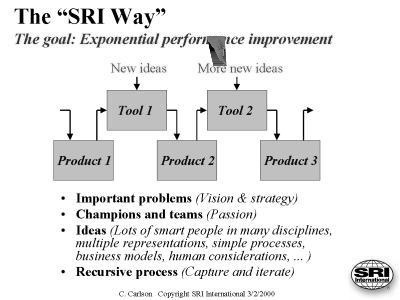 The “SRI Way”
The goal: Exponential performance improvement
New ideas
More new ideas
Tool 1
Tool 2
Product 1
Product 2
Product 3
• Important problems (Vision & strategy)
• Champions and teams (Passion)
• Ideas (Lots of smart people in many disciplines,
multiple representations, simple processes,
business models, human considerations, ... )
• Recursive process (Capture and iterate)
SRI
International
C. Carlson Copyright SRI International 3/2/2000